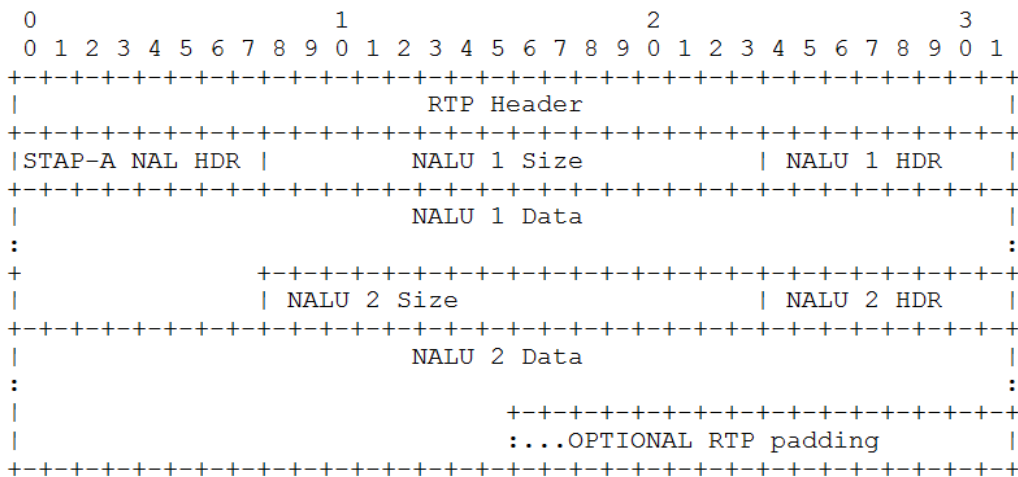 0                   1                   2                   3
 0 1 2 3 4 5 6 7 8 9 0 1 2 3 4 5 6 7 8 9 0 1 2 3 4 5 6 7 8 9 0 1
+-+-+-+-+-+-+-+-+-+-+-+-+-+-+-+-+-+-+-+-+-+-+-+-+-+-+-+-+-+-+-+-+
|                          RTP Header                           |
+-+-+-+-+-+-+-+-+-+-+-+-+-+-+-+-+-+-+-+-+-+-+-+-+-+-+-+-+-+-+-+-+
|STAP-A NAL HDR |         NALU 1 Size           | NALU 1 HDR    |
+-+-+-+-+-+-+-+-+-+-+-+-+-+-+-+-+-+-+-+-+-+-+-+-+-+-+-+-+-+-+-+-+
|                         NALU 1 Data                           |
:                                                               :
+               +-+-+-+-+-+-+-+-+-+-+-+-+-+-+-+-+-+-+-+-+-+-+-+-+
|               | NALU 2 Size                   | NALU 2 HDR    |
+-+-+-+-+-+-+-+-+-+-+-+-+-+-+-+-+-+-+-+-+-+-+-+-+-+-+-+-+-+-+-+-+
|                         NALU 2 Data                           |
:                                                               :
|                               +-+-+-+-+-+-+-+-+-+-+-+-+-+-+-+-+
|                               :...OPTIONAL RTP padding        |
+-+-+-+-+-+-+-+-+-+-+-+-+-+-+-+-+-+-+-+-+-+-+-+-+-+-+-+-+-+-+-+-+